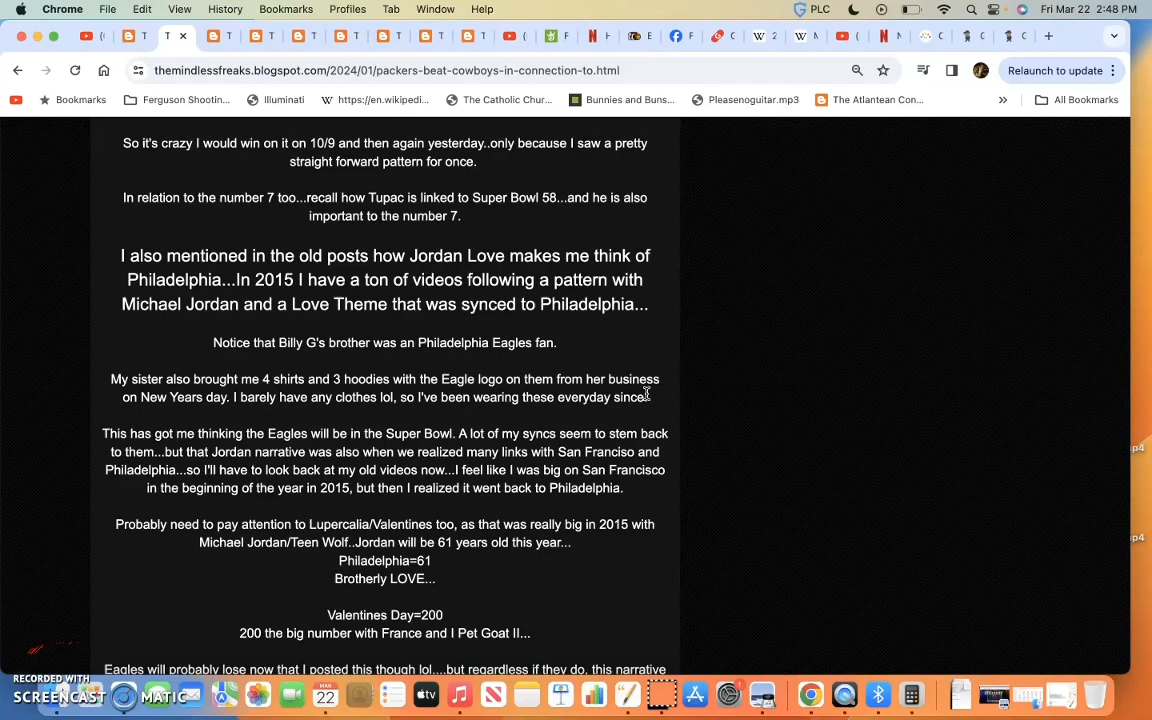 Chrome File Edit View History Bookmarks Profiles Tab Window Help PLC Fri Mar 22 2:48 PM
themindlessfreaks.blogspot.com/2024/01/packers-beat-cowboys-in-connection-to.html Relaunch to update
Bookmarks Ferguson Shootin... Illuminati https://en.wikipedi... The Catholic Chur... Bunnies and Buns... Pleasenoguitar.mp3 The Atlantean Con... » All Bookmarks
So it's crazy I would win on it on 10/9 and then again yesterday..only because I saw a pretty
straight forward pattern for once.
In relation to the number 7 too...recall how Tupac is linked to Super Bowl 58...and he is also
important to the number 7.
I also mentioned in the old posts how Jordan Love makes me think of
Philadelphia...In 2015 I have a ton of videos following a pattern with
Michael Jordan and a Love Theme that was synced to Philadelphia...
Notice that Billy G's brother was an Philadelphia Eagles fan.
My sister also brought me 4 shirts and 3 hoodies with the Eagle logo on them from her business
on New Years day. I barely have any clothes lol, so I've been wearing these everyday since.
This has got me thinking the Eagles will be in the Super Bowl. A lot of my syncs seem to stem back
to them...but that Jordan narrative was also when we realized many links with San Franciso and
Philadelphia...so I'll have to look back at my old videos now...I feel like I was big on San Francisco
in the beginning of the year in 2015, but then I realized it went back to Philadelphia.
Probably need to pay attention to Lupercalia/Valentines too, as that was really big in 2015 with
Michael Jordan/Teen Wolf..Jordan will be 61 years old this year...
Philadelphia=61
Brotherly LOVE...
Valentines Day=200
200 the big number with France and I Pet Goat II...
Eagles will probably lose now that I posted this though lol....but regardless if they do, this narrative
RECORDED WITH
SCREENCAST MATIC
MAR
22
tv